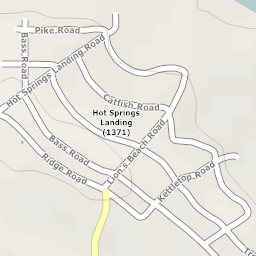 Pike Road
Bass Road
Hot Springs Landing Road
Catfish Road
Hot Springs
Landing
(1371)
Lion's Beach Road
Bass Road
Ridge Road
Kettletop Road